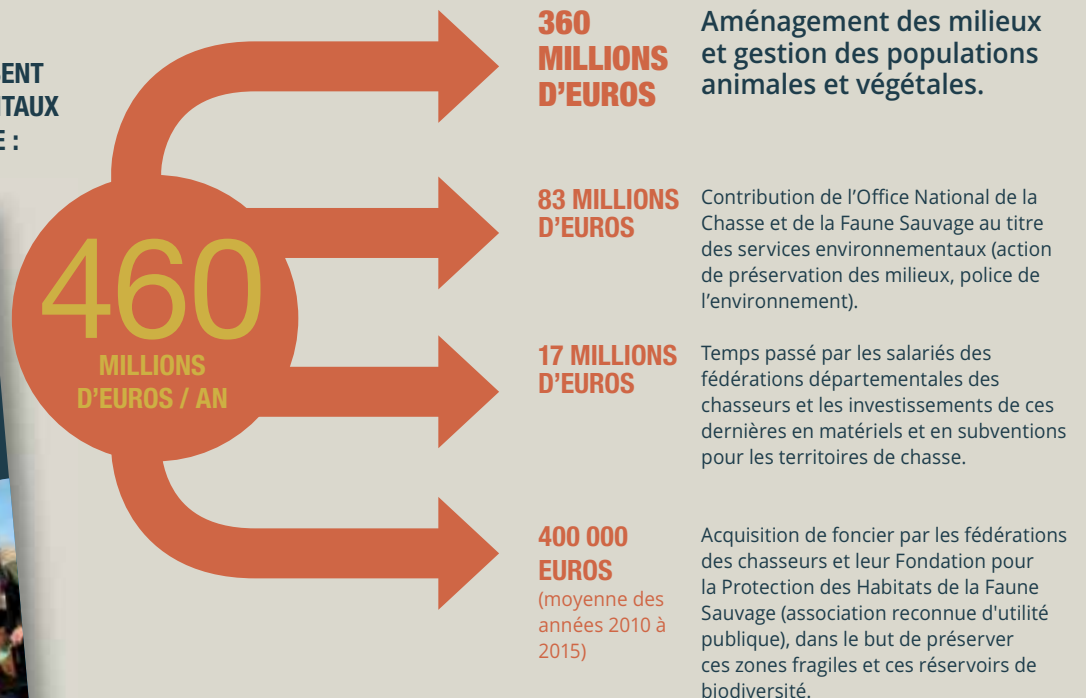 :
460
MILLIONS
D’EUROS / AN
360
MILLIONS
D’EUROS
Aménagement des milieux
et gestion des populations
animales et végétales.
83 MILLIONS
D’EUROS
Contribution de l’Office National de la
Chasse et de la Faune Sauvage au titre
des services environnementaux (action
de préservation des milieux, police de
l’environnement).
17 MILLIONS
D’EUROS
Temps passé par les salariés des
fédérations départementales des
chasseurs et les investissements de ces
dernières en matériels et en subventions
pour les territoires de chasse.
400 000
EUROS
(moyenne des
années 2010 à
2015)
Acquisition de foncier par les fédérations
des chasseurs et leur Fondation pour
la Protection des Habitats de la Faune
Sauvage (association reconnue d'utilité
publique), dans le but de préserver
ces zones fragiles et ces réservoirs de
biodiversité.